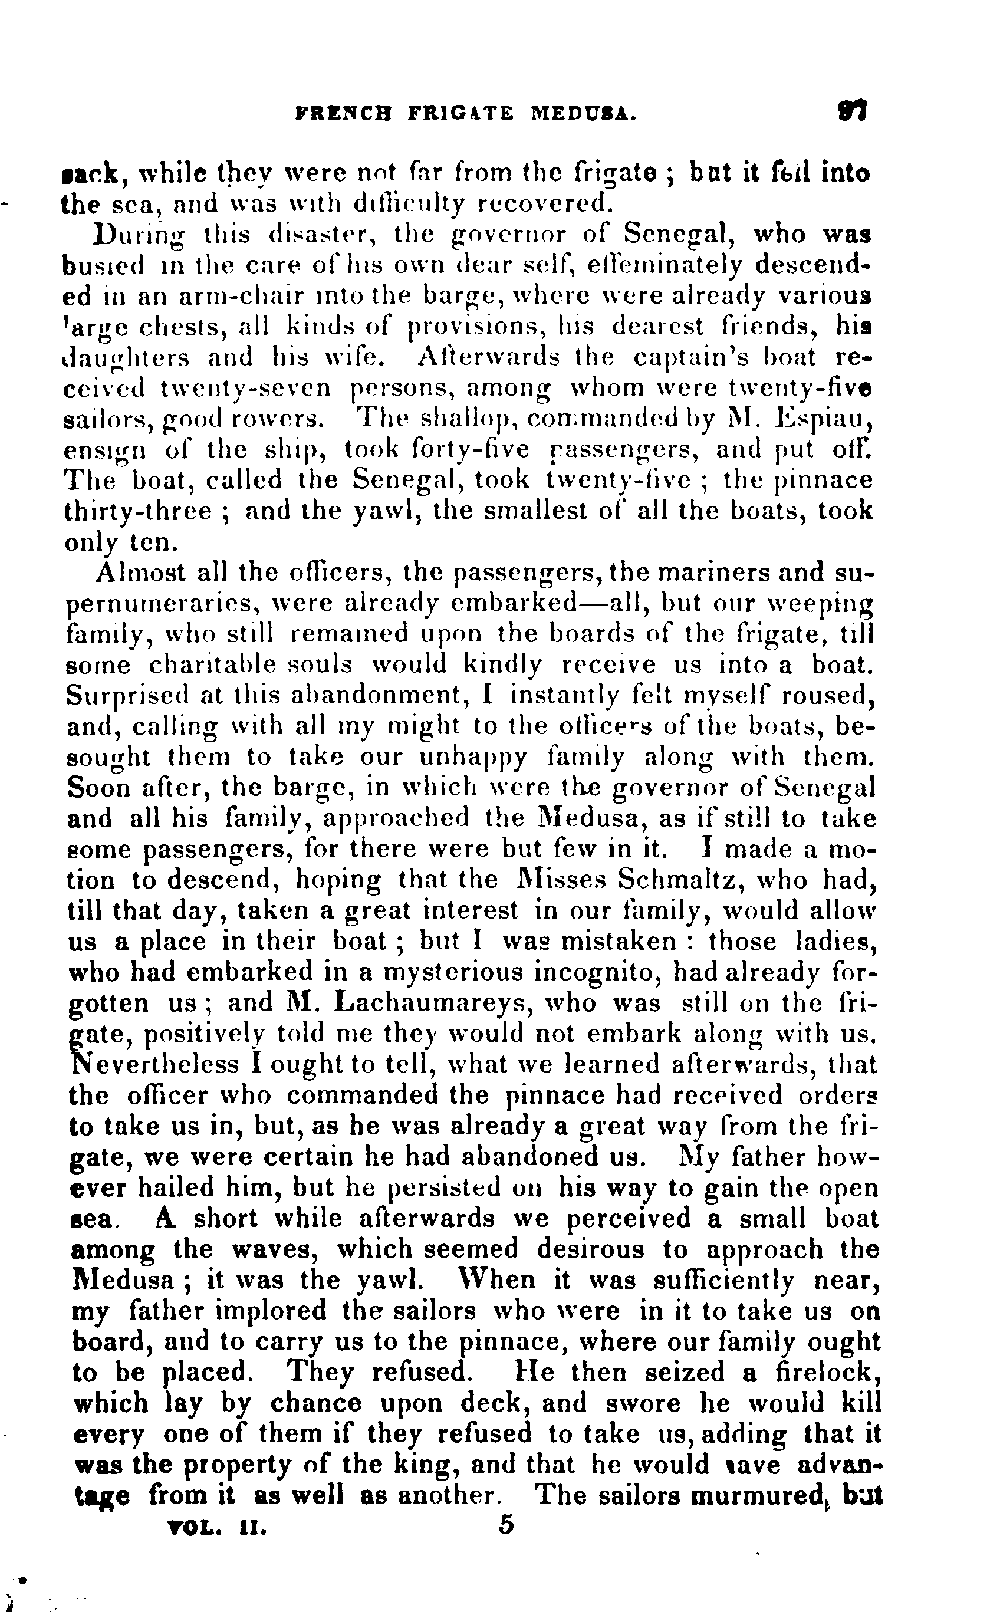 FRENCH FRIGATE MEDUSA. 97
sack, while they were not far from the frigate ; but it fell into
the sea, and was with difficulty recovered.
During this disaster, the governor of Senegal, who was
busied in the care of his own dear self, effeminately descend-
ed in an arm-chair into the barge, where were already various
large chests, all kinds of provisions, his dearest friends, his
daughters and his wife. Afterwards the captain's boat re-
ceived twenty-seven persons, among whom were twenty-five
sailors, good rowers. The shallop, commanded by M. Espiau,
ensign of the ship, took forty-five passengers, and put off.
The boat, called the Senegal, took twenty-five ; the pinnace
thirty-three ; and the yawl, the smallest of all the boats, took
only ten.
Almost all the officers, the passengers, the mariners and su-
pernumeraries, were already embarked—all, but our weeping
family, who still remained upon the boards of the frigate, till
some charitable souls would kindly receive us into a boat.
Surprised at this abandonment, I instantly felt myself roused,
and, calling with all my might to the officers of the boats, be-
sought them to take our unhappy family along with them.
Soon after, the barge, in which were the governor of Senegal
and all his family, approached the Medusa, as if still to take
some passengers, for there were but few in it. I made a mo-
tion to descend, hoping that the Misses Schmaltz, who had,
till that day, taken a great interest in our family, would allow
us a place in their boat ; but I was mistaken : those ladies,
who had embarked in a mysterious incognito, had already for-
gotten us ; and M. Lachaumareys, who was still on the fri-
gate, positively told me they would not embark along with us.
Nevertheless I ought to tell, what we learned afterwards, that
the officer who commanded the pinnace had received orders
to take us in, but, as he was already a great way from the fri-
gate, we were certain he had abandoned us. My father how-
ever hailed him, but he persisted on his way to gain the open
sea. A short while afterwards we perceived a small boat
among the waves, which seemed desirous to approach the
Medusa ; it was the yawl. When it was sufficiently near,
my father implored the sailors who were in it to take us on
board, and to carry us to the pinnace, where our family ought
to be placed. They refused. He then seized a firelock,
which lay by chance upon deck, and swore he would kill
every one of them if they refused to take us, adding that it
was the property of the king, and that he would have advan-
tage from it as well as another. The sailors murmured, but
VOL. II. 5